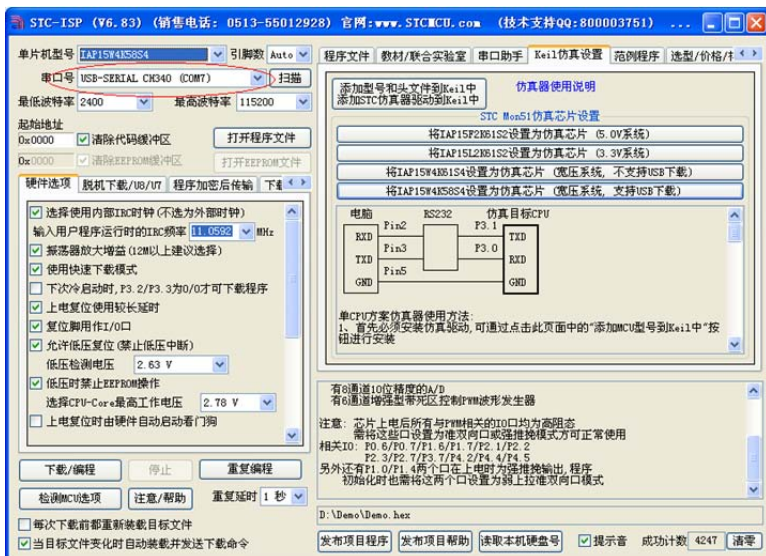 STC-ISP (V6.83) (销售电话: 0513-55012928) 官网:www.STCMCU.com (技术支持QQ:800003751) ...
单片机型号 IAP15W4K58S4 引脚数 Auto
串口号 USB-SERIAL CH340 (COM7) 扫描
最低波特率 2400 最高波特率 115200
起始地址
0x0000 清除代码缓冲区 打开程序文件
0x0000 清除EEPROM缓冲区 打开EEPROM文件
硬件选项 脱机下载/U8/U7 程序加密后传输 下载
选择使用内部IRC时钟(不选为外部时钟)
输入用户程序运行时的IRC频率 11.0592 MHz
振荡器放大增益(12M以上建议选择)
使用快速下载模式
下次冷启动时,P3.2/P3.3为0/0才可下载程序
上电复位使用较长延时
复位脚用作I/O口
允许低压复位(禁止低压中断)
低压检测电压 2.63 V
低压时禁止EEPROM操作
选择CPU-Core最高工作电压 2.78 V
上电复位时由硬件自动启动看门狗
下载/编程 停止 重复编程
检测MCU选项 注意/帮助 重复延时 1 秒
每次下载前都重新装载目标文件
当目标文件变化时自动装载并发送下载命令
程序文件 教材/联合实验室 串口助手 Keil仿真设置 范例程序 选型/价格/
添加型号和头文件到Keil中
添加STC仿真器驱动到Keil中
仿真器使用说明
STC Mon51仿真芯片设置
将IAP15F2K61S2设置为仿真芯片 (5.0V系统)
将IAP15L2K61S2设置为仿真芯片 (3.3V系统)
将IAP15W4K61S4设置为仿真芯片 (宽压系统, 不支持USB下载)
将IAP15W4K58S4设置为仿真芯片 (宽压系统, 支持USB下载)
电脑 RS232 仿真目标CPU
Pin2 P3.1
RXD TXD
Pin3 P3.0
TXD RXD
Pin5
GND GND
单CPU方案仿真器使用方法:
1、首先必须安装仿真驱动,可通过点击此页面中的"添加MCU型号到Keil中"按
钮进行安装
有8通道10位精度的A/D
有6通道增强型带死区控制PWM波形发生器
注意: 芯片上电后所有与PWM相关的IO口均为高阻态
需将这些口设置为准双向口或强推挽模式方可正常使用
相关IO: P0.6/P0.7/P1.6/P1.7/P2.1/P2.2
P2.3/P2.7/P3.7/P4.2/P4.4/P4.5
另外还有P1.0/P1.4两个口在上电时为强推挽输出,程序
初始化时也需将这两个口设置为弱上拉准双向口模式
D:\Demo\Demo.hex
发布项目程序 发布项目帮助 读取本机硬盘号 提示音 成功计数 4247 清零